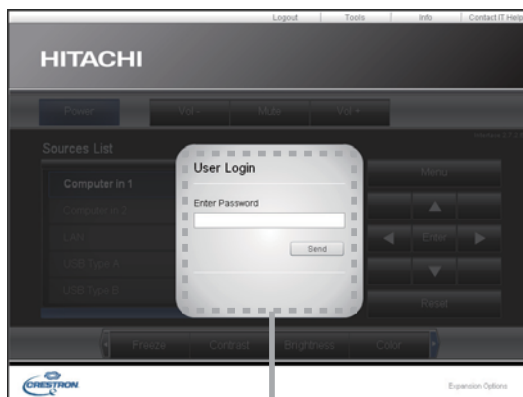 Logout Tools Info Contact IT Help
HITACHI
Power Vol - Mute Vol +
Sources List
Computer in 1
Computer in 2
LAN
USB Type A
USB Type B
User Login
Enter Password
Send
Menu
Enter
Reset
Freeze Contrast Brightness Color
CRESTRON
Expansion Options